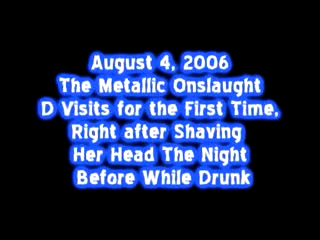 August 4, 2006
The Metallic Onslaught
D Visits for the First Time,
Right after Shaving
Her Head The Night
Before While Drunk